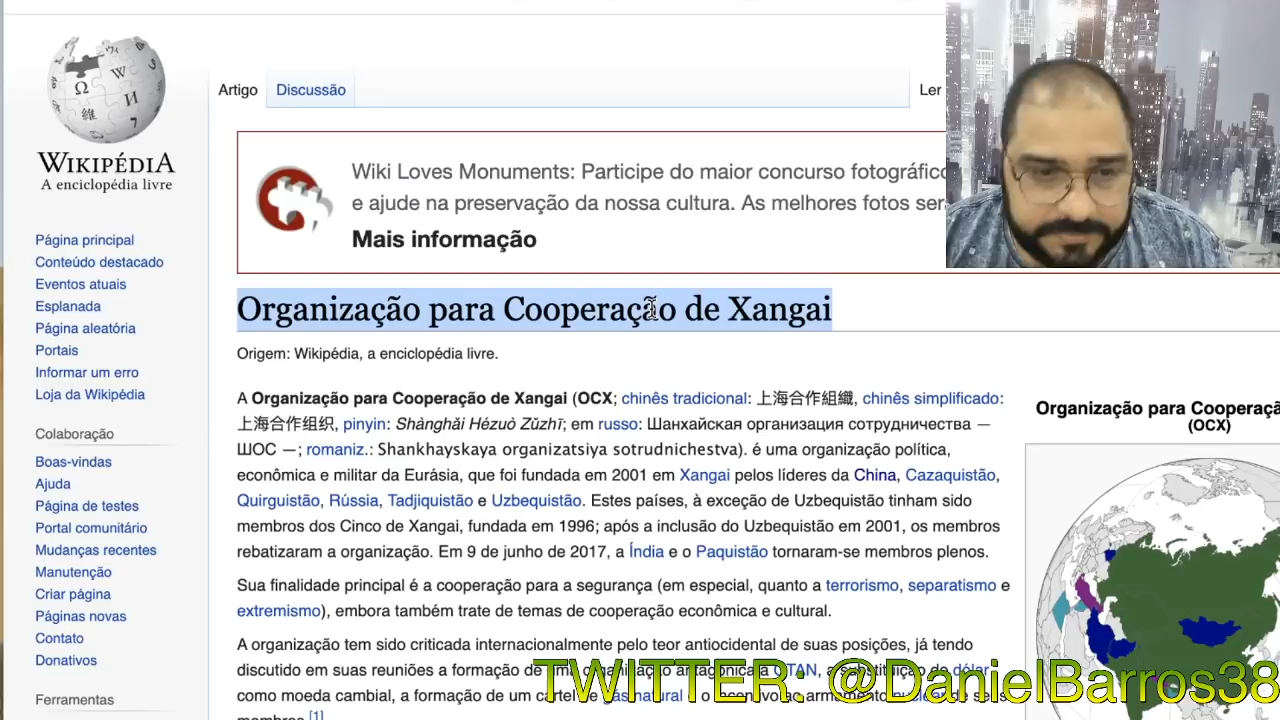 WIKIPÉDIA
A enciclopédia livre
Página principal
Conteúdo destacado
Eventos atuais
Esplanada
Página aleatória
Portais
Informar um erro
Loja da Wikipédia
Colaboração
Boas-vindas
Ajuda
Página de testes
Portal comunitário
Mudanças recentes
Manutenção
Criar página
Páginas novas
Contato
Donativos
Ferramentas
Artigo Discussão Ler
Wiki Loves Monuments: Participe do maior concurso fotográfico
e ajude na preservação da nossa cultura. As melhores fotos
Mais informação
Organização para Cooperação de Xangai
Origem: Wikipédia, a enciclopédia livre.
A Organização para Cooperação de Xangai (OCX; chinês tradicional: 上海合作組織, chinês simplificado:
上海合作组织, pinyin: Shànghǎi Hézuò Zǔzhī; em russo: Шанхайская организация сотрудничества —
ШОС —; romaniz.: Shankhayskaya organizatsiya sotrudnichestva). é uma organização política,
econômica e militar da Eurásia, que foi fundada em 2001 em Xangai pelos líderes da China, Cazaquistão,
Quirguistão, Rússia, Tadjiquistão e Uzbequistão. Estes países, à exceção de Uzbequistão tinham sido
membros dos Cinco de Xangai, fundada em 1996; após a inclusão do Uzbequistão em 2001, os membros
rebatizaram a organização. Em 9 de junho de 2017, a Índia e o Paquistão tornaram-se membros plenos.
Sua finalidade principal é a cooperação para a segurança (em especial, quanto a terrorismo, separatismo e
extremismo), embora também trate de temas de cooperação econômica e cultural.
A organização tem sido criticada internacionalmente pelo teor antiocidental de suas posições, já tendo
discutido em suas reuniões a formação de
como moeda cambial, a formação de um cartel de
[1]
Organização para
(OCX)
TWITTER: @DanielBarros38